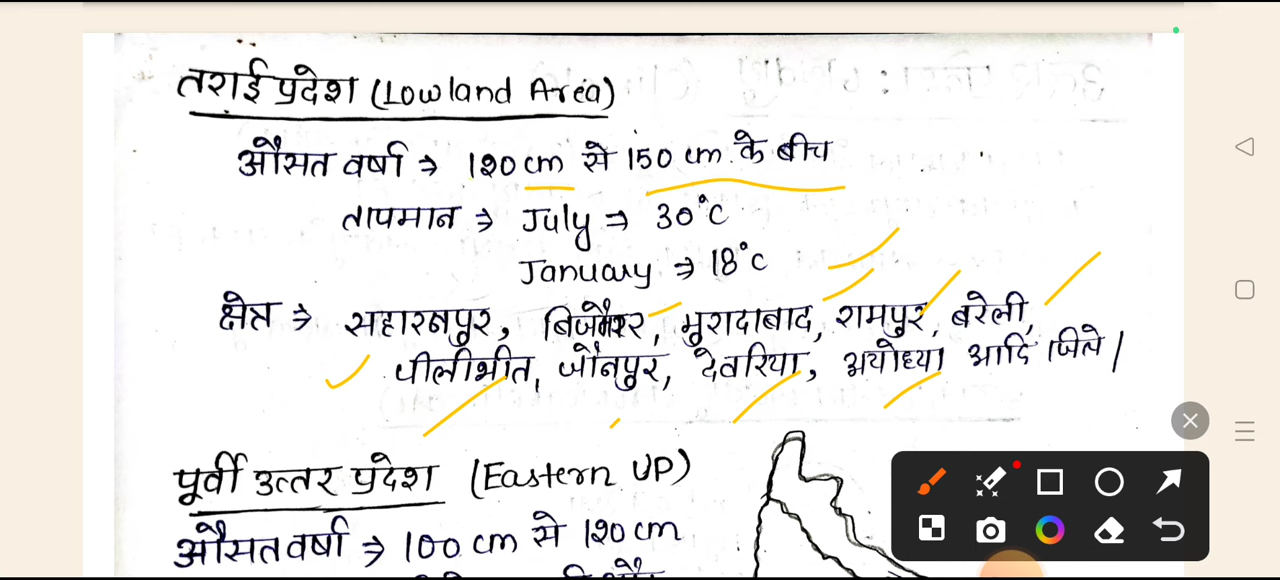 तराई प्रदेश (Lowland Area)
औसत वर्षा ⇒ 120 cm से 150 cm के बीच
तापमान ⇒ July ⇒ 30°C
January ⇒ 18°C
क्षेत्र ⇒ सहारनपुर, बिजनौर, मुरादाबाद, रामपुर, बरेली,
पीलीभीत, जौनपुर, देवरिया, अयोध्या आदि जिले।
पूर्वी उत्तर प्रदेश (Eastern UP)
औसत वर्षा ⇒ 100 cm से 120 cm